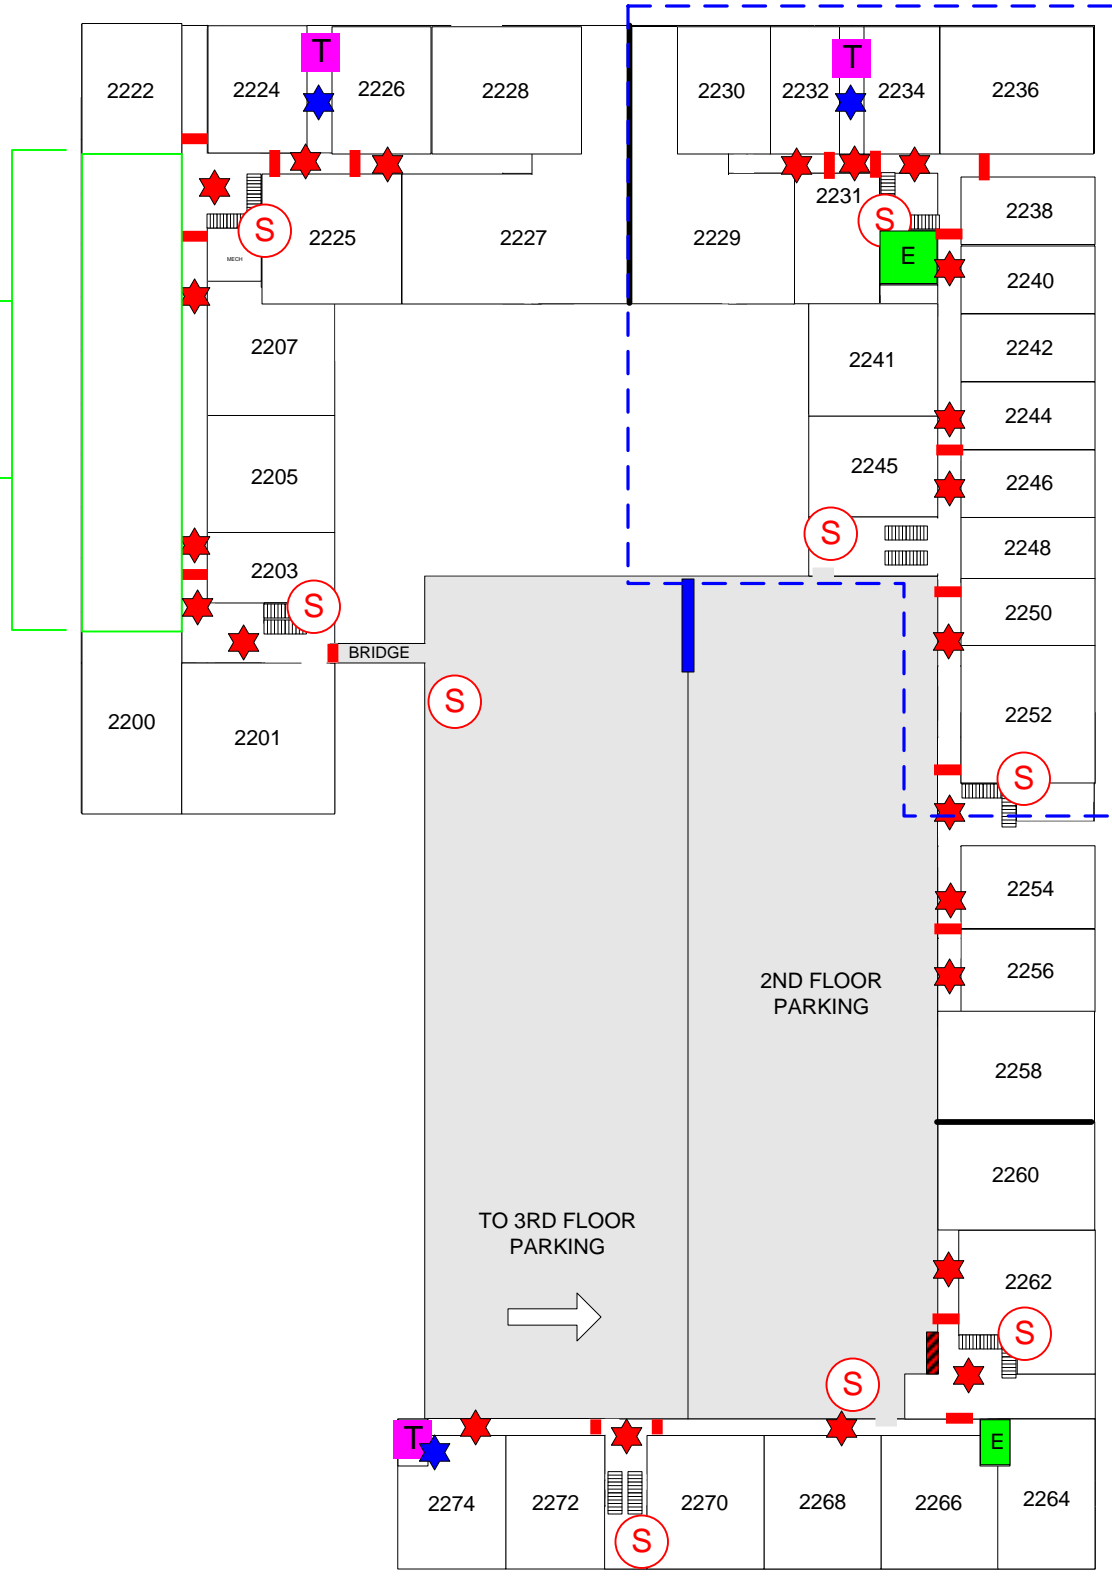 T
T
2222
2224
2226
2228
2230
2232
2234
2236
2231
2238
S
S
2225
2227
2229
E
MECH
2240
2207
2241
2242
2244
2205
2245
2246
S
2248
2203
S
2250
BRIDGE
S
2200
2201
2252
S
2254
2256
2ND FLOOR
PARKING
2258
2260
TO 3RD FLOOR
PARKING
2262
S
S
T
E
2274
2272
2270
2268
2266
2264
S